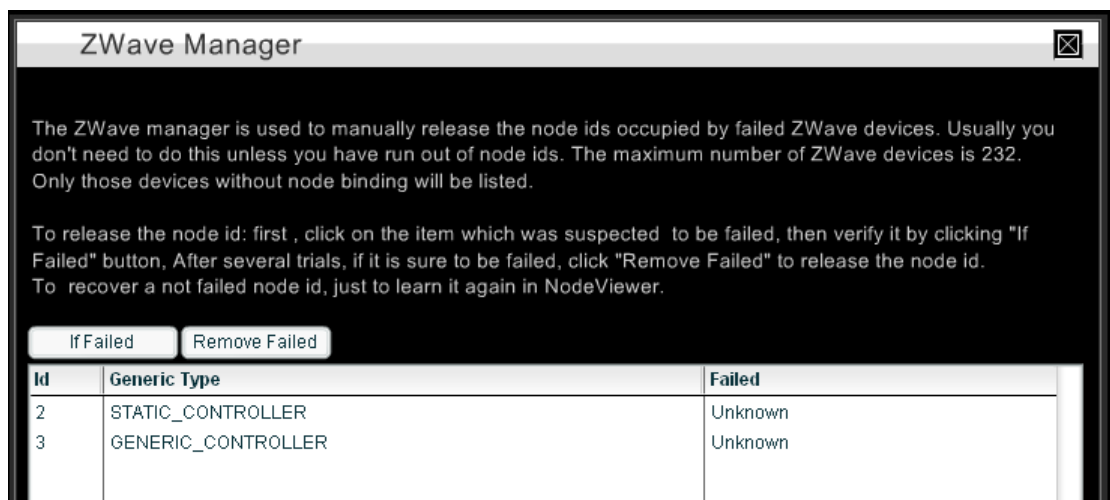 ZWave Manager
The ZWave manager is used to manually release the node ids occupied by failed ZWave devices. Usually you
don't need to do this unless you have run out of node ids. The maximum number of ZWave devices is 232.
Only those devices without node binding will be listed.
To release the node id: first , click on the item which was suspected  to be failed, then verify it by clicking "If
Failed" button, After several trials, if it is sure to be failed, click "Remove Failed" to release the node id.
To  recover a not failed node id, just to learn it again in NodeViewer.
If Failed Remove Failed
Id Generic Type Failed
2 STATIC_CONTROLLER Unknown
3 GENERIC_CONTROLLER Unknown